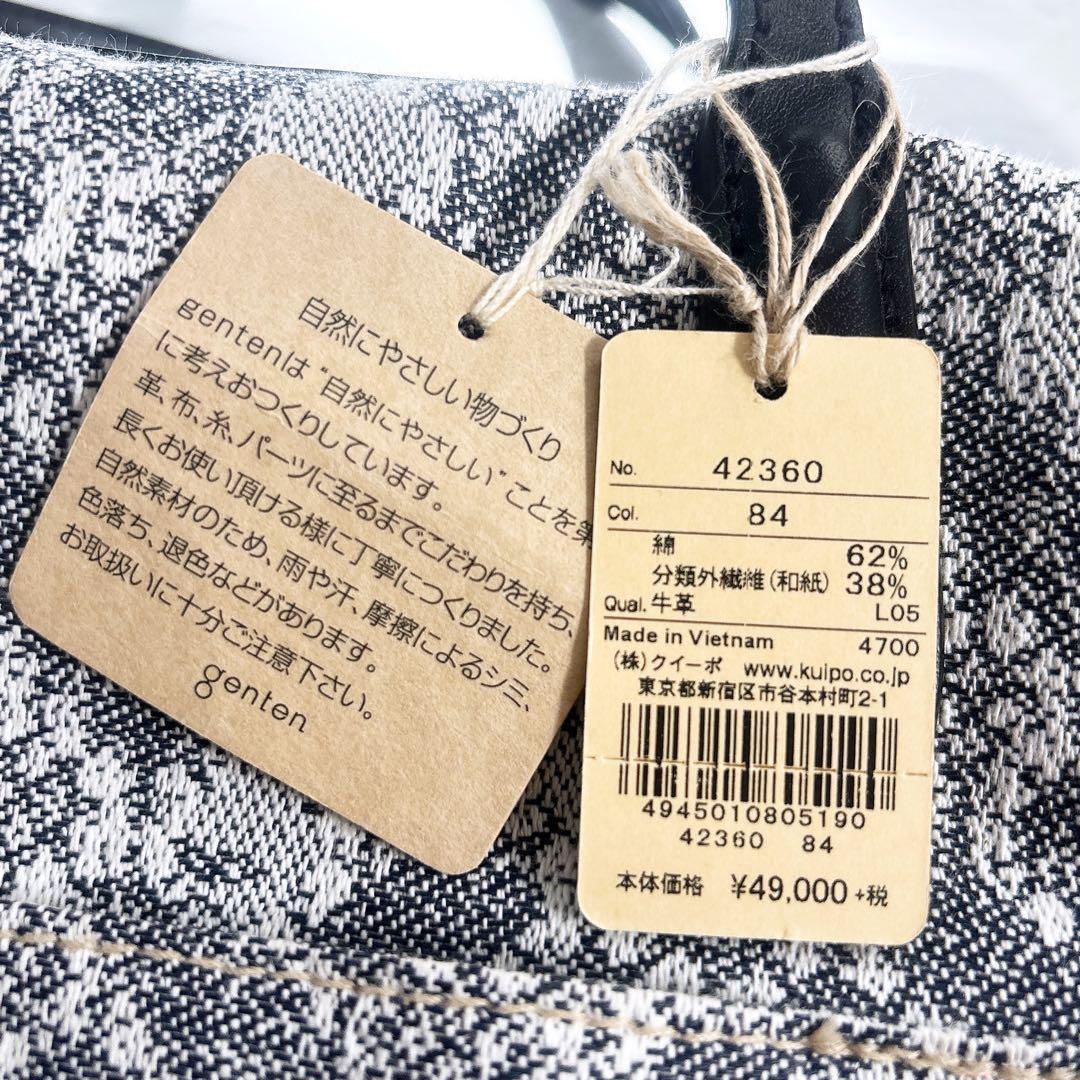 自然にやさしい物づくり
gentenは“自然にやさしい”ことを第
に考えおつくりしています。
革、布、糸、パーツに至るまでこだわりを持ち、
長くお使い頂ける様に丁寧につくりました。
自然素材のため、雨や汗、摩擦によるシミ、
色落ち、退色などがあります。
お取扱いに十分ご注意下さい。
genten
No. 42360
Col. 84
綿 62%
分類外繊維(和紙) 38%
Qual. 牛革 L05
Made in Vietnam 4700
(株)クイーポ www.kuipo.co.jp
東京都新宿区市谷本村町2-1
4945010805190
42360 84
本体価格 ¥49,000+税